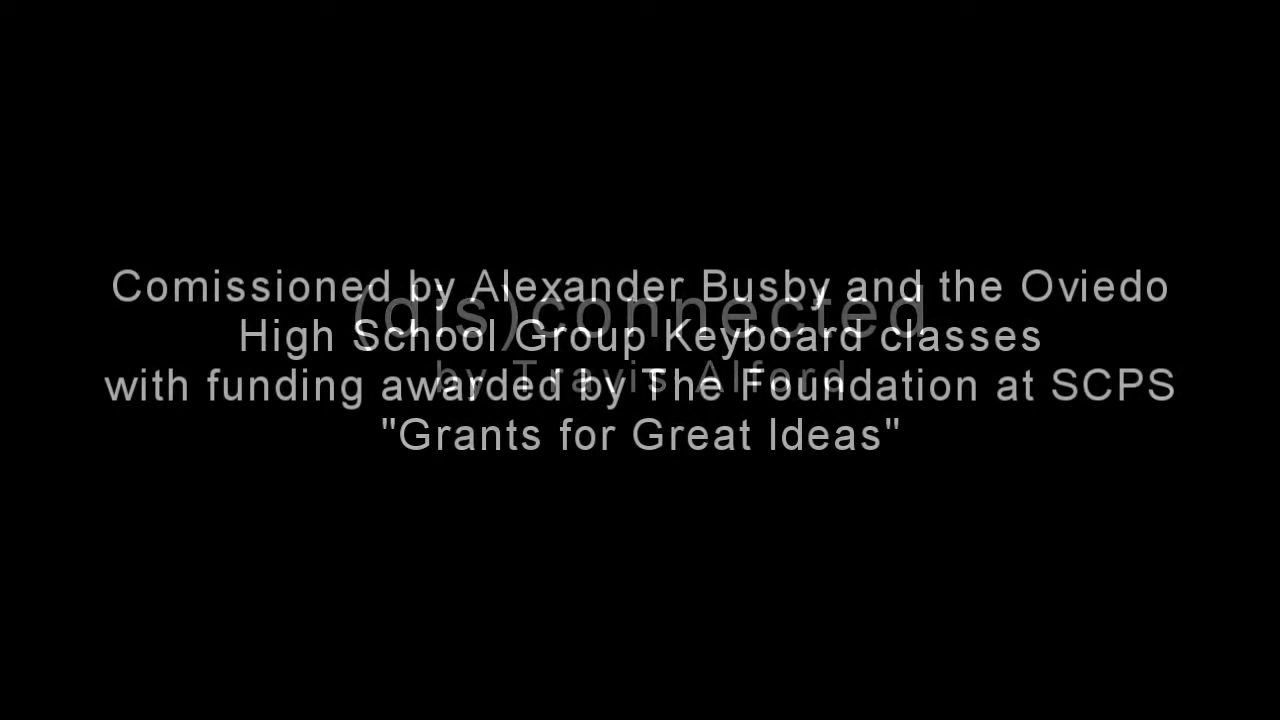 Comissioned by Alexander Busby and the Oviedo
(dis)connected
High School Group Keyboard classes
by Travis Alford
with funding awarded by The Foundation at SCPS
"Grants for Great Ideas"